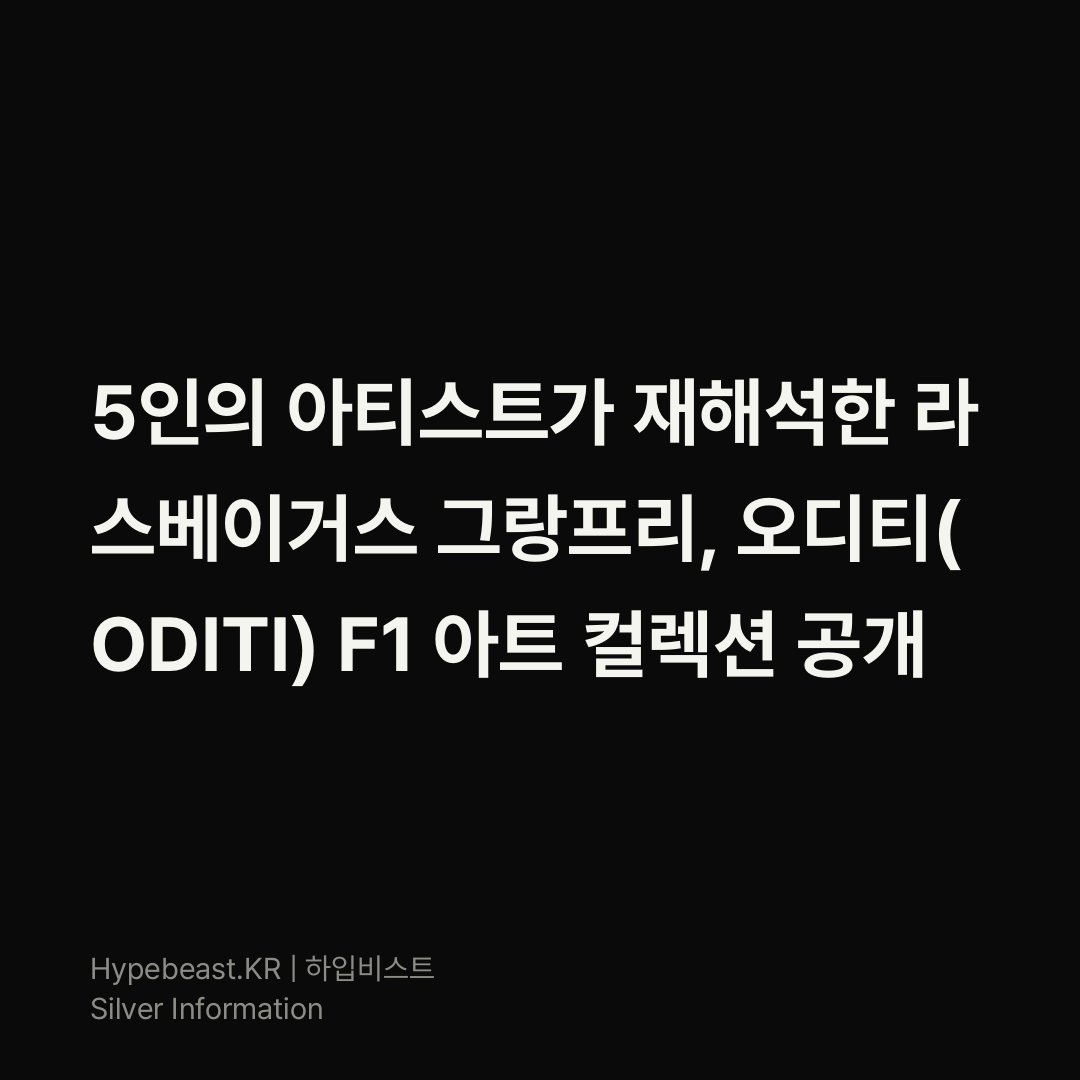 5인의 아티스트가 재해석한 라
스베이거스 그랑프리, 오디티(
ODITI) F1 아트 컬렉션 공개
Hypebeast.KR | 하입비스트
Silver Information